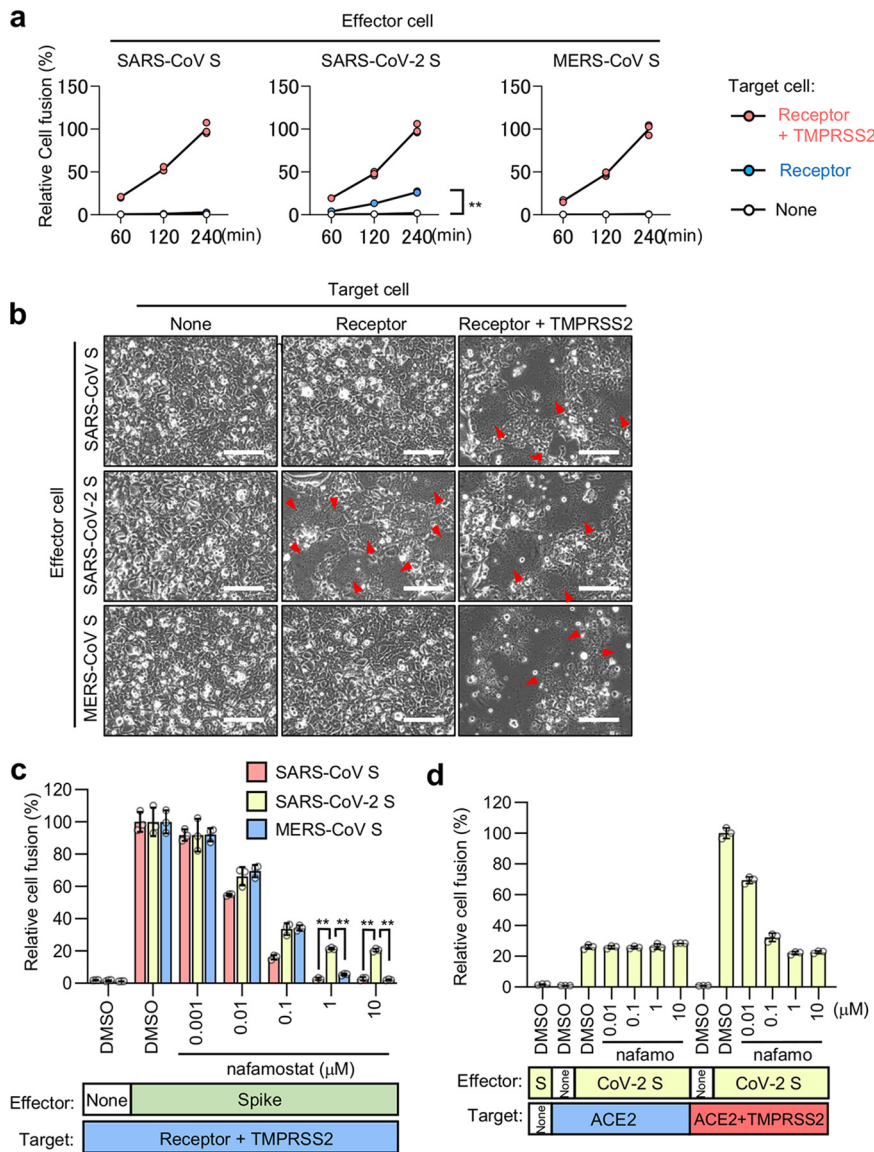 a
Effector cell
SARS-CoV S
SARS-CoV-2 S
MERS-CoV S
Relative Cell fusion (%)
150
100
50
0
60 120 240(min)
150
100
50
0
60 120 240(min)
**
150
100
50
0
60 120 240(min)
Target cell:
Receptor
+ TMPRSS2
Receptor
None
b
Target cell
None
Receptor
Receptor + TMPRSS2
Effector cell
SARS-CoV S
SARS-CoV-2 S
MERS-CoV S
c
Relative cell fusion (%)
120
100
80
60
40
20
0
SARS-CoV S
SARS-CoV-2 S
MERS-CoV S
** **
** **
DMSO
DMSO
0.001
0.01
0.1
1
10
nafamostat (μM)
Effector:
None
Spike
Target:
Receptor + TMPRSS2
d
Relative cell fusion (%)
120
100
80
60
40
20
0
DMSO
DMSO
DMSO
0.01
0.1
1
10
DMSO
DMSO
0.01
0.1
1
10
(μM)
nafamo
nafamo
Effector:
S
None
CoV-2 S
None
CoV-2 S
Target:
None
ACE2
ACE2+TMPRSS2